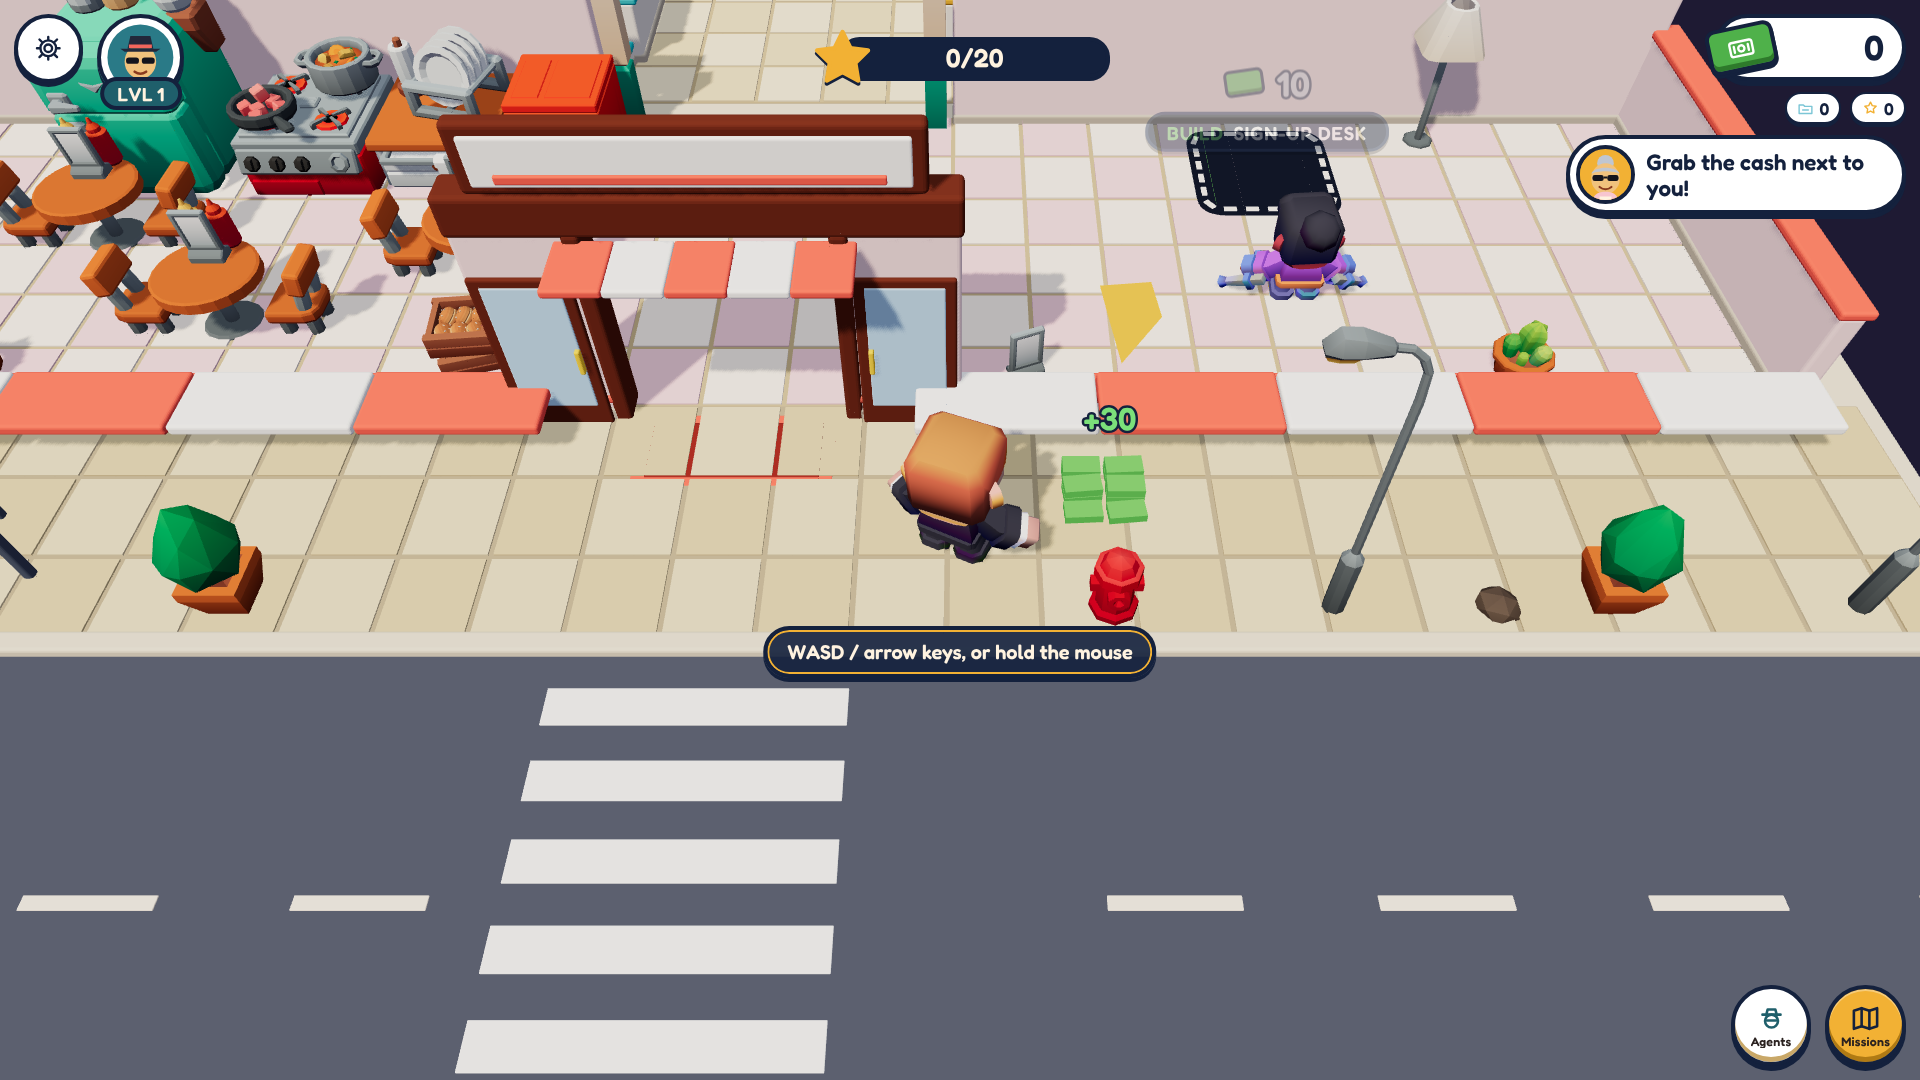 LVL 1
0/20
10
BUILD SIGN-UP DESK
0
0
0
Grab the cash next to
you!
+30
WASD / arrow keys, or hold the mouse
Agents
Missions